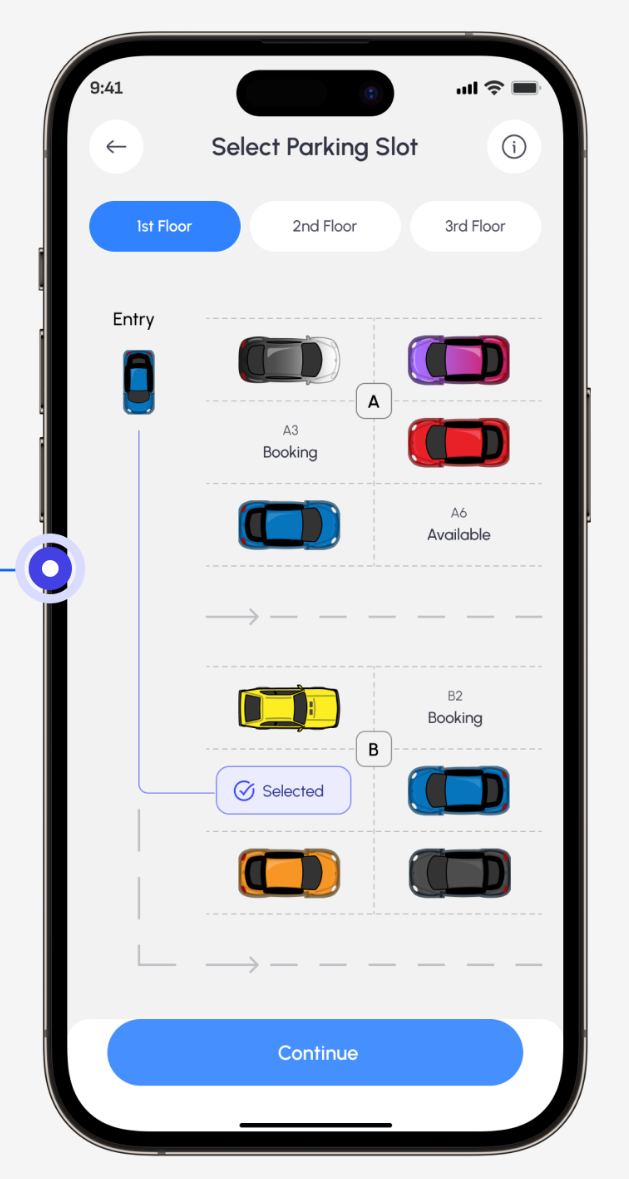 9:41
Select Parking Slot
1st Floor
2nd Floor
3rd Floor
Entry
A
A3
Booking
A6
Available
B2
Booking
B
Selected
Continue